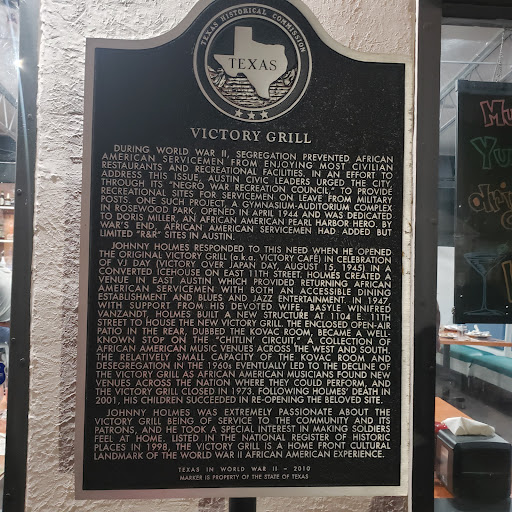 TEXAS HISTORICAL COMMISSION
TEXAS
VICTORY GRILL
DURING WORLD WAR II, SEGREGATION PREVENTED AFRICAN
AMERICAN SERVICEMEN FROM ENJOYING MOST CIVILIAN
RESTAURANTS AND RECREATIONAL FACILITIES. IN AN EFFORT TO
ADDRESS THIS ISSUE, AUSTIN CIVIC LEADERS URGED THE CITY,
THROUGH ITS "NEGRO WAR RECREATION COUNCIL," TO PROVIDE
RECREATIONAL SITES FOR SERVICEMEN ON LEAVE FROM MILITARY
POSTS. ONE SUCH PROJECT, A GYMNASIUM-AUDITORIUM COMPLEX
IN ROSEWOOD PARK, OPENED IN APRIL 1944 AND WAS DEDICATED
TO DORIS MILLER, AN AFRICAN AMERICAN PEARL HARBOR HERO. BY
WAR'S END, AFRICAN AMERICAN SERVICEMEN HAD ADDED BUT
LIMITED "R&R" SITES IN AUSTIN.
JOHNNY HOLMES RESPONDED TO THIS NEED WHEN HE OPENED
THE ORIGINAL VICTORY GRILL (a.k.a. VICTORY CAFÉ) IN CELEBRATION
OF VJ DAY (VICTORY OVER JAPAN DAY, AUGUST 15, 1945) IN A
CONVERTED ICEHOUSE ON EAST 11TH STREET. HOLMES CREATED A
VENUE IN EAST AUSTIN WHICH PROVIDED RETURNING AFRICAN
AMERICAN SERVICEMEN WITH BOTH AN ACCESSIBLE DINING
ESTABLISHMENT AND BLUES AND JAZZ ENTERTAINMENT. IN 1947,
WITH SUPPORT FROM HIS DEVOTED WIFE, BASYLE WINIFRED
VANZANDT, HOLMES BUILT A NEW STRUCTURE AT 1104 E. 11TH
STREET TO HOUSE THE NEW VICTORY GRILL. THE ENCLOSED OPEN-AIR
PATIO IN THE REAR, DUBBED THE KOVAC ROOM, BECAME A WELL-
KNOWN STOP ON THE "CHITLIN' CIRCUIT," A COLLECTION OF
AFRICAN AMERICAN MUSIC VENUES ACROSS THE WEST AND SOUTH.
THE RELATIVELY SMALL CAPACITY OF THE KOVAC ROOM AND
DESEGREGATION IN THE 1960s EVENTUALLY LED TO THE DECLINE OF
THE VICTORY GRILL AS AFRICAN AMERICAN MUSICIANS FOUND NEW
VENUES ACROSS THE NATION WHERE THEY COULD PERFORM, AND
THE VICTORY GRILL CLOSED IN 1973. FOLLOWING HOLMES' DEATH IN
2001, HIS CHILDREN SUCCEEDED IN RE-OPENING THE BELOVED SITE.
JOHNNY HOLMES WAS EXTREMELY PASSIONATE ABOUT THE
VICTORY GRILL BEING OF SERVICE TO THE COMMUNITY AND ITS
PATRONS, AND HE TOOK A SPECIAL INTEREST IN MAKING SOLDIERS
FEEL AT HOME. LISTED IN THE NATIONAL REGISTER OF HISTORIC
PLACES IN 1998, THE VICTORY GRILL IS A HOME FRONT CULTURAL
LANDMARK OF THE WORLD WAR II AFRICAN AMERICAN EXPERIENCE.
TEXAS IN WORLD WAR II – 2010
MARKER IS PROPERTY OF THE STATE OF TEXAS